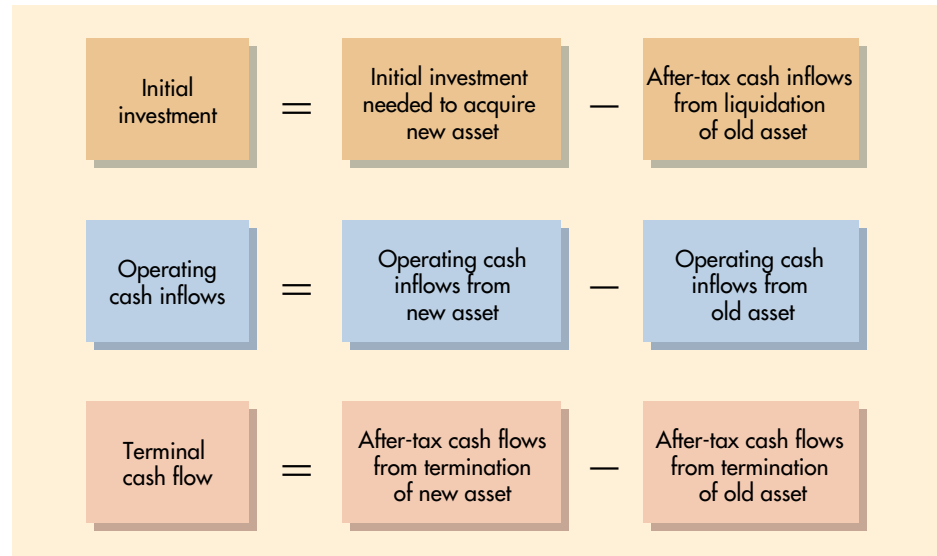 Initial
investment
=
Initial investment
needed to acquire
new asset
−
After-tax cash inflows
from liquidation
of old asset
Operating
cash inflows
=
Operating cash
inflows from
new asset
−
Operating cash
inflows from
old asset
Terminal
cash flow
=
After-tax cash flows
from termination
of new asset
−
After-tax cash flows
from termination
of old asset